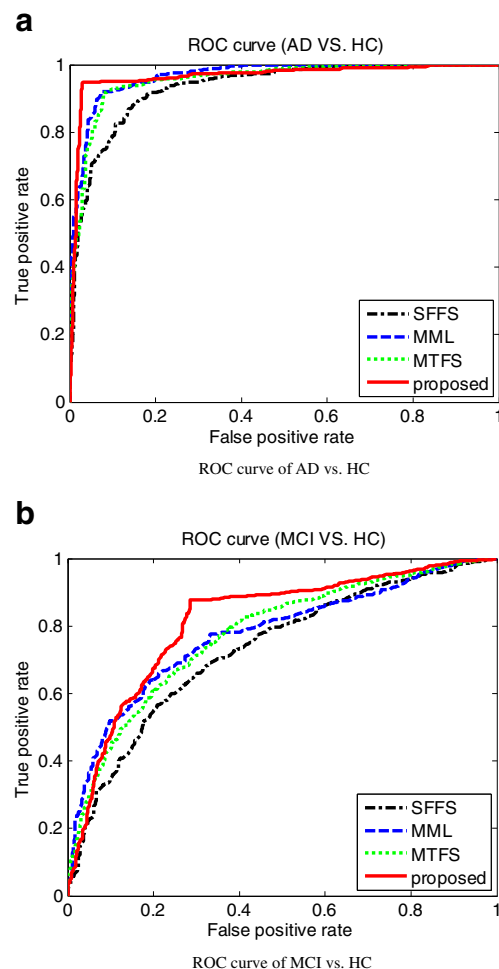 a
ROC curve (AD VS. HC)
1
0.8
0.6
0.4
0.2
0
True positive rate
SFFS
MML
MTFS
proposed
0 0.2 0.4 0.6 0.8 1
False positive rate
ROC curve of AD vs. HC
b
ROC curve (MCI VS. HC)
1
0.8
0.6
0.4
0.2
0
True positive rate
SFFS
MML
MTFS
proposed
0 0.2 0.4 0.6 0.8 1
False positive rate
ROC curve of MCI vs. HC